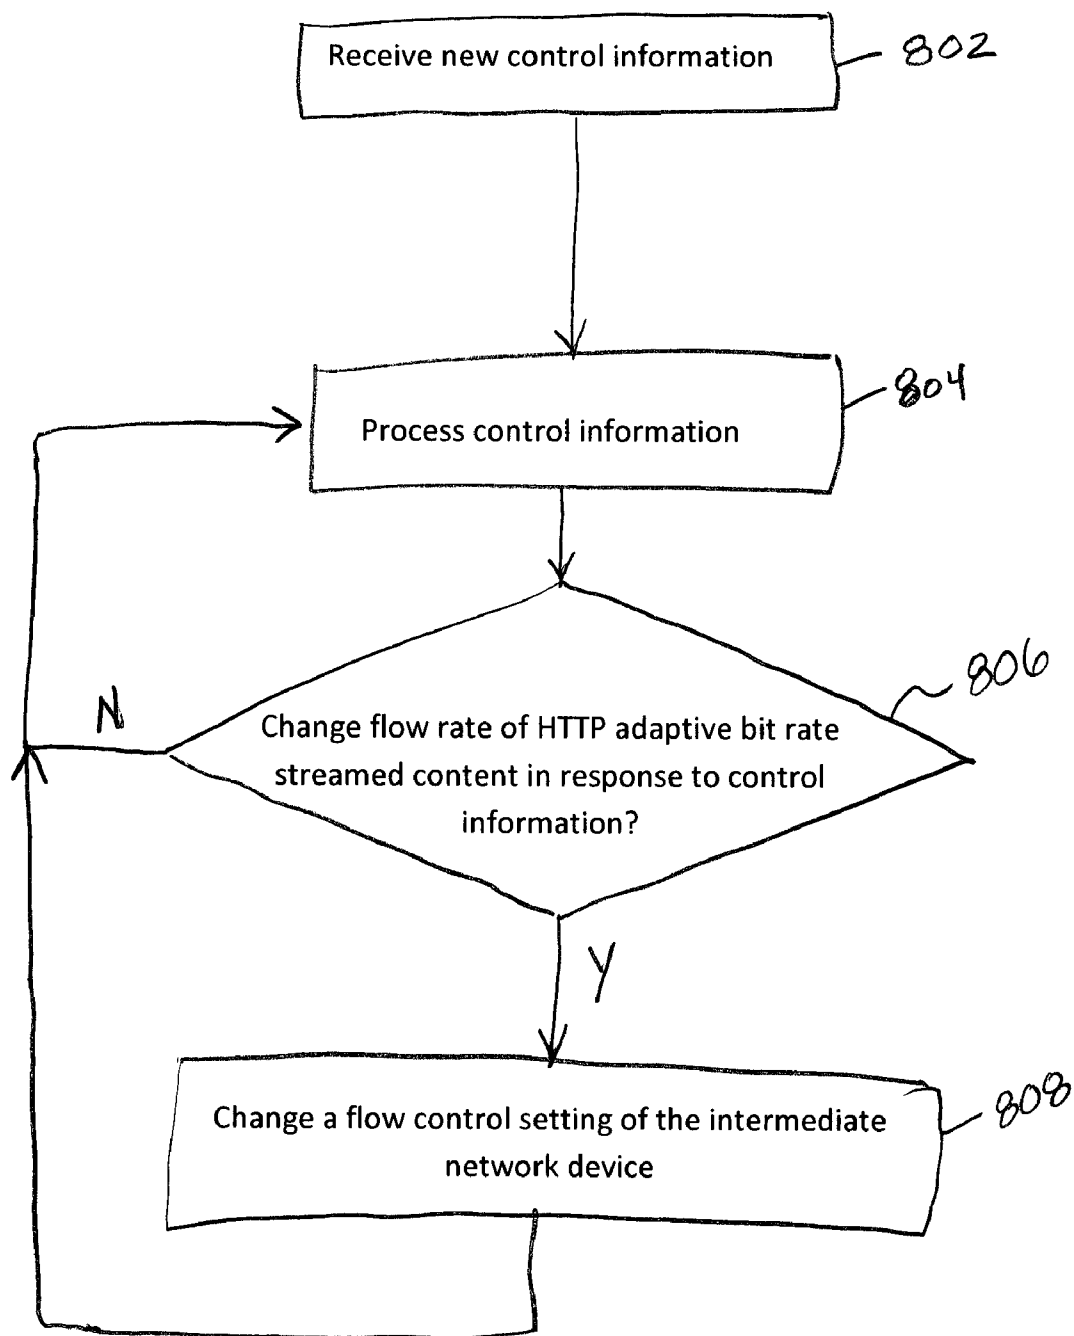 Receive new control information
802
Process control information
804
Change flow rate of HTTP adaptive bit rate
streamed content in response to control
information?
806
N
Y
Change a flow control setting of the intermediate
network device
808